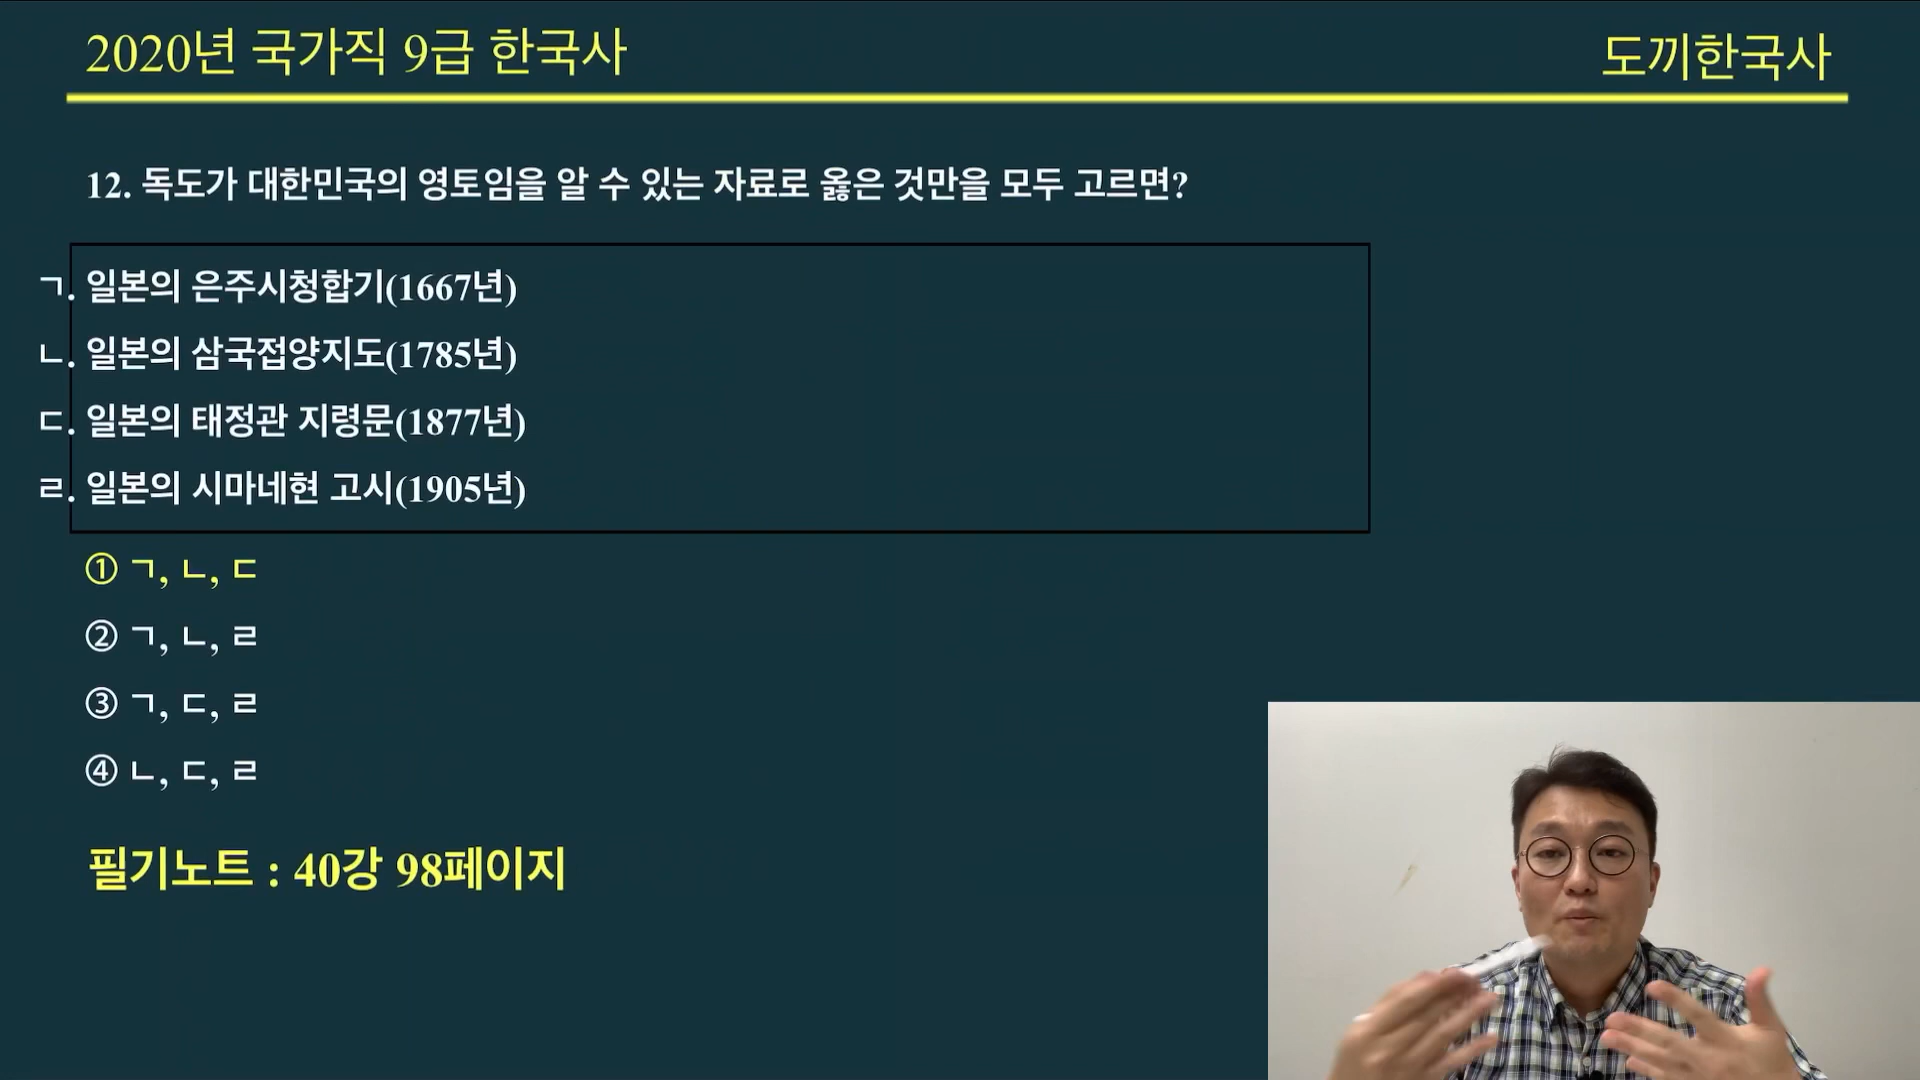 2020년 국가직 9급 한국사
도끼한국사
12. 독도가 대한민국의 영토임을 알 수 있는 자료로 옳은 것만을 모두 고르면?
ㄱ. 일본의 은주시청합기(1667년)
ㄴ. 일본의 삼국접양지도(1785년)
ㄷ. 일본의 태정관 지령문(1877년)
ㄹ. 일본의 시마네현 고시(1905년)
① ㄱ, ㄴ, ㄷ
② ㄱ, ㄴ, ㄹ
③ ㄱ, ㄷ, ㄹ
④ ㄴ, ㄷ, ㄹ
필기노트 : 40강 98페이지